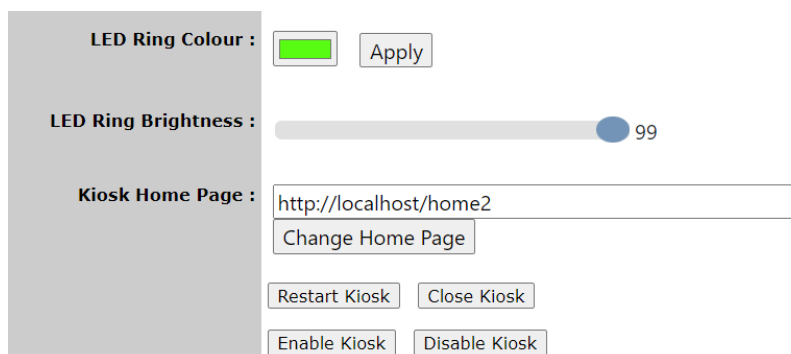 LED Ring Colour : Apply
LED Ring Brightness : 99
Kiosk Home Page : http://localhost/home2
Change Home Page
Restart Kiosk Close Kiosk
Enable Kiosk Disable Kiosk